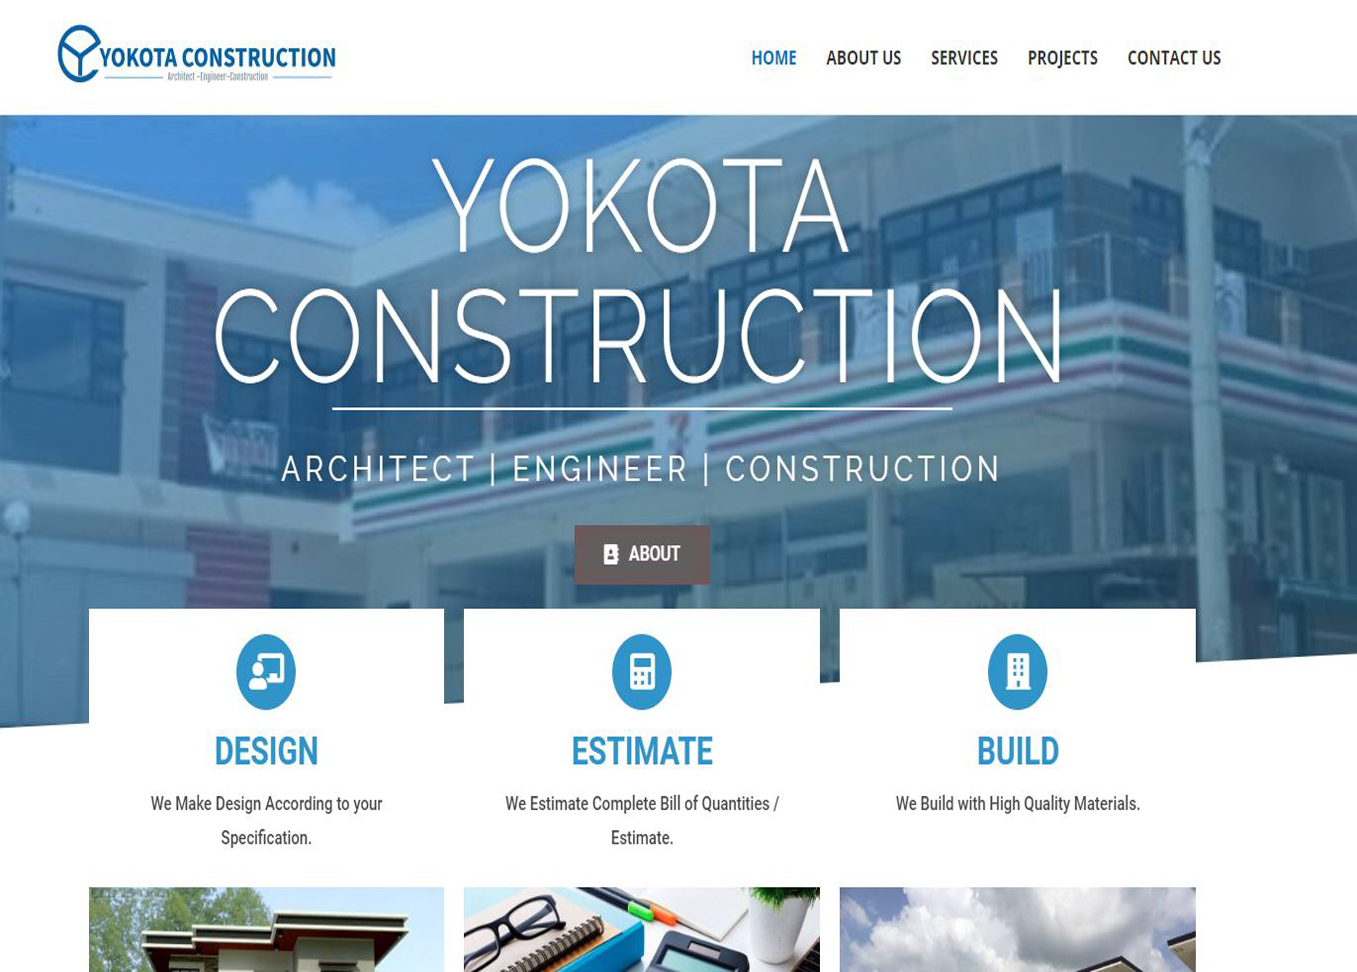 YOKOTA CONSTRUCTION
Architect -Engineer-Construction
HOME ABOUT US SERVICES PROJECTS CONTACT US
YOKOTA
CONSTRUCTION
ARCHITECT | ENGINEER | CONSTRUCTION
ABOUT
DESIGN
We Make Design According to your
Specification.
ESTIMATE
We Estimate Complete Bill of Quantities /
Estimate.
BUILD
We Build with High Quality Materials.